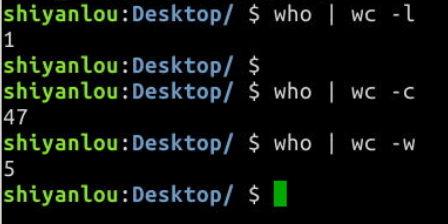 shiyanlou:Desktop/ $ who | wc -l
1
shiyanlou:Desktop/ $
shiyanlou:Desktop/ $ who | wc -c
47
shiyanlou:Desktop/ $ who | wc -w
5
shiyanlou:Desktop/ $